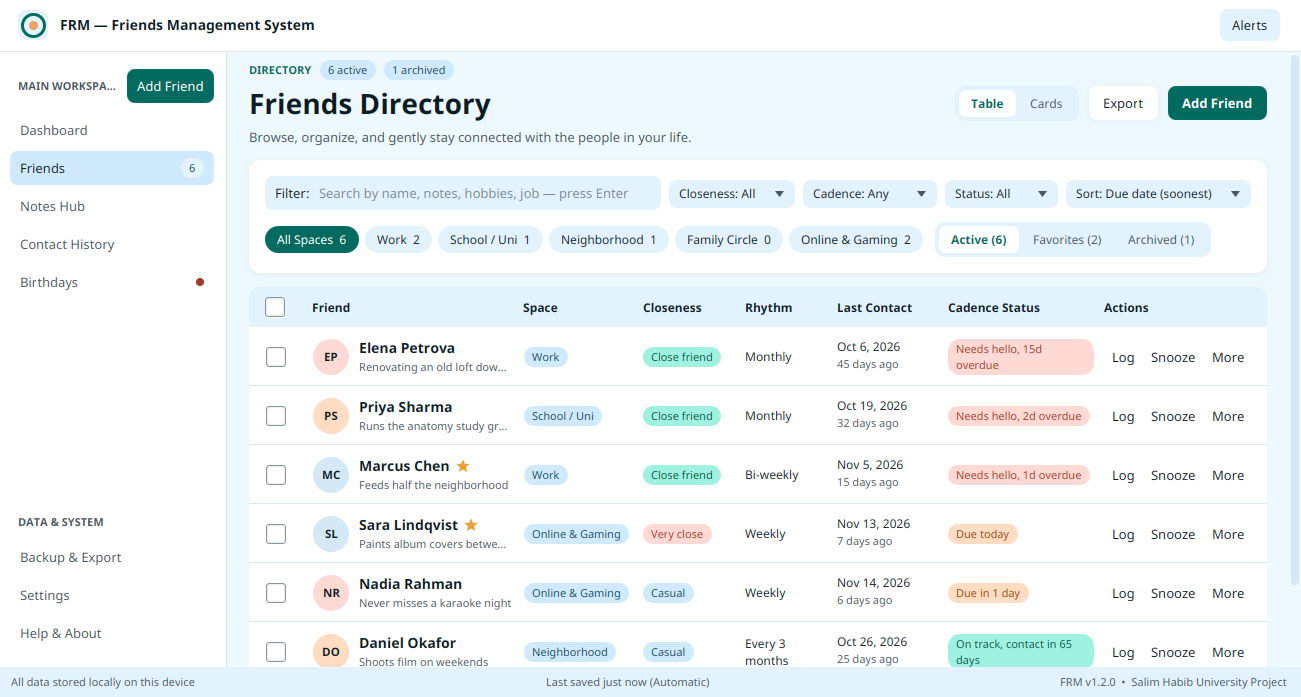 FRM — Friends Management System
Alerts
MAIN WORKSPA...
Add Friend
Dashboard
Friends 6
Notes Hub
Contact History
Birthdays
DATA & SYSTEM
Backup & Export
Settings
Help & About
DIRECTORY 6 active 1 archived
Friends Directory
Browse, organize, and gently stay connected with the people in your life.
Table Cards Export Add Friend
Filter: Search by name, notes, hobbies, job — press Enter
Closeness: All Cadence: Any Status: All Sort: Due date (soonest)
All Spaces 6 Work 2 School / Uni 1 Neighborhood 1 Family Circle 0 Online & Gaming 2
Active (6) Favorites (2) Archived (1)
Friend Space Closeness Rhythm Last Contact Cadence Status Actions
EP Elena Petrova
Renovating an old loft dow...
Work Close friend Monthly
Oct 6, 2026
45 days ago
Needs hello, 15d
overdue
Log Snooze More
PS Priya Sharma
Runs the anatomy study gr...
School / Uni Close friend Monthly
Oct 19, 2026
32 days ago
Needs hello, 2d overdue
Log Snooze More
MC Marcus Chen
Feeds half the neighborhood
Work Close friend Bi-weekly
Nov 5, 2026
15 days ago
Needs hello, 1d overdue
Log Snooze More
SL Sara Lindqvist
Paints album covers betwe...
Online & Gaming Very close Weekly
Nov 13, 2026
7 days ago
Due today
Log Snooze More
NR Nadia Rahman
Never misses a karaoke night
Online & Gaming Casual Weekly
Nov 14, 2026
6 days ago
Due in 1 day
Log Snooze More
DO Daniel Okafor
Shoots film on weekends
Neighborhood Casual
Every 3
months
Oct 26, 2026
25 days ago
On track, contact in 65
days
Log Snooze More
All data stored locally on this device
Last saved just now (Automatic)
FRM v1.2.0 • Salim Habib University Project